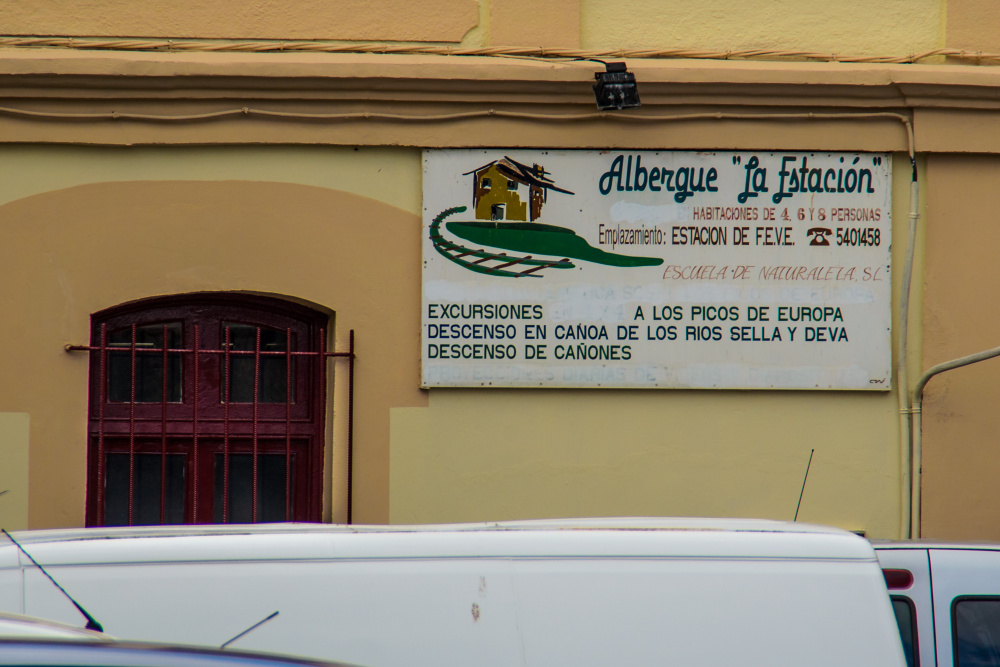 Albergue "La Estación"
HABITACIONES DE 4, 6 Y 8 PERSONAS
Emplazamiento: ESTACION DE F.E.V.E. ☎ 5401458
ESCUELA DE NATURALEZA, S.L.
EXCURSIONES A LOS PICOS DE EUROPA
DESCENSO EN CAÑOA DE LOS RIOS SELLA Y DEVA
DESCENSO DE CAÑONES